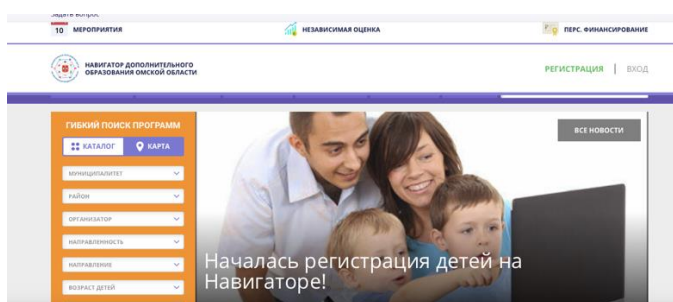 Задать вопрос
10 МЕРОПРИЯТИЯ
НЕЗАВИСИМАЯ ОЦЕНКА
ПЕРС. ФИНАНСИРОВАНИЕ
НАВИГАТОР ДОПОЛНИТЕЛЬНОГО
ОБРАЗОВАНИЯ ОМСКОЙ ОБЛАСТИ
РЕГИСТРАЦИЯ | ВХОД
ГИБКИЙ ПОИСК ПРОГРАММ
КАТАЛОГ
КАРТА
МУНИЦИПАЛИТЕТ
РАЙОН
ОРГАНИЗАТОР
НАПРАВЛЕННОСТЬ
НАПРАВЛЕНИЕ
ВОЗРАСТ ДЕТЕЙ
ВСЕ НОВОСТИ
Началась регистрация детей на
Навигаторе!